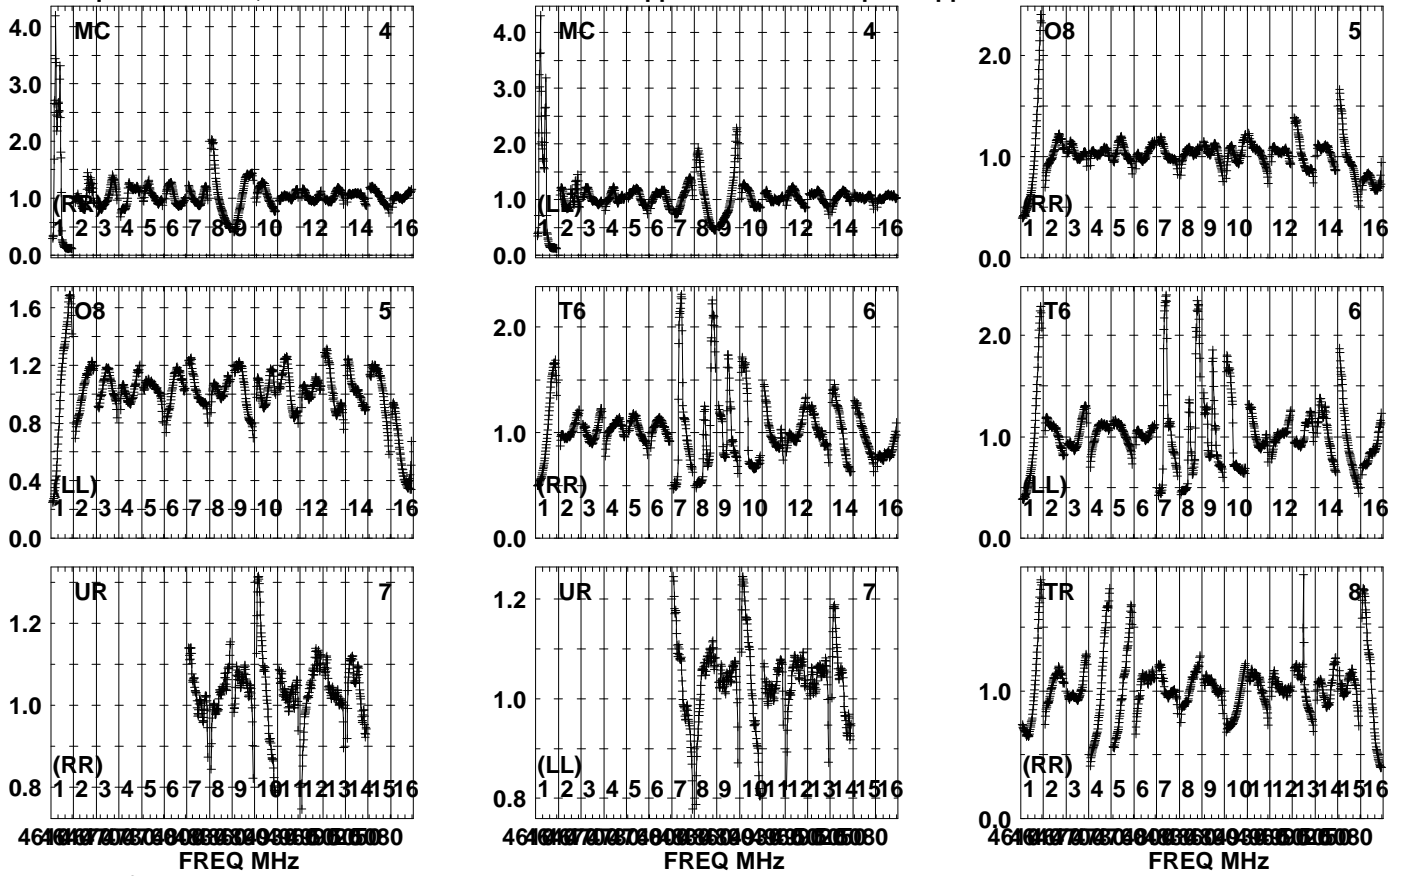 4.0 MC 4 4.0 MC 4 O8 5
2.0
3.0 3.0
2.0 2.0
1.0
1.0 1.0
(RR) (LL) (RR)
1 2 3 4 5 6 7 8 9 10 12 14 16 1 2 3 4 5 6 7 8 9 10 12 14 16 1 2 3 4 5 6 7 8 9 10 12 14 16
0.0 0.0 0.0
1.6 O8 5 T6 6 T6 6
2.0 2.0
1.2
0.8 1.0 1.0
0.4 (LL) (RR) (LL)
1 2 3 4 5 6 7 8 9 10 12 14 16 1 2 3 4 5 6 7 8 9 10 12 14 16 1 2 3 4 5 6 7 8 9 10 12 14 16
0.0 0.0 0.0
UR 7 UR 7 TR 8
1.2 1.2
1.0 1.0 1.0
(RR) (LL) (RR)
0.8 0.8
1 2 3 4 5 6 7 8 9 10 11 12 13 14 15 16 1 2 3 4 5 6 7 8 9 10 11 12 13 14 15 16 1 2 3 4 5 6 7 8 9 10 11 12 13 16
0.0
FREQ MHz FREQ MHz FREQ MHz